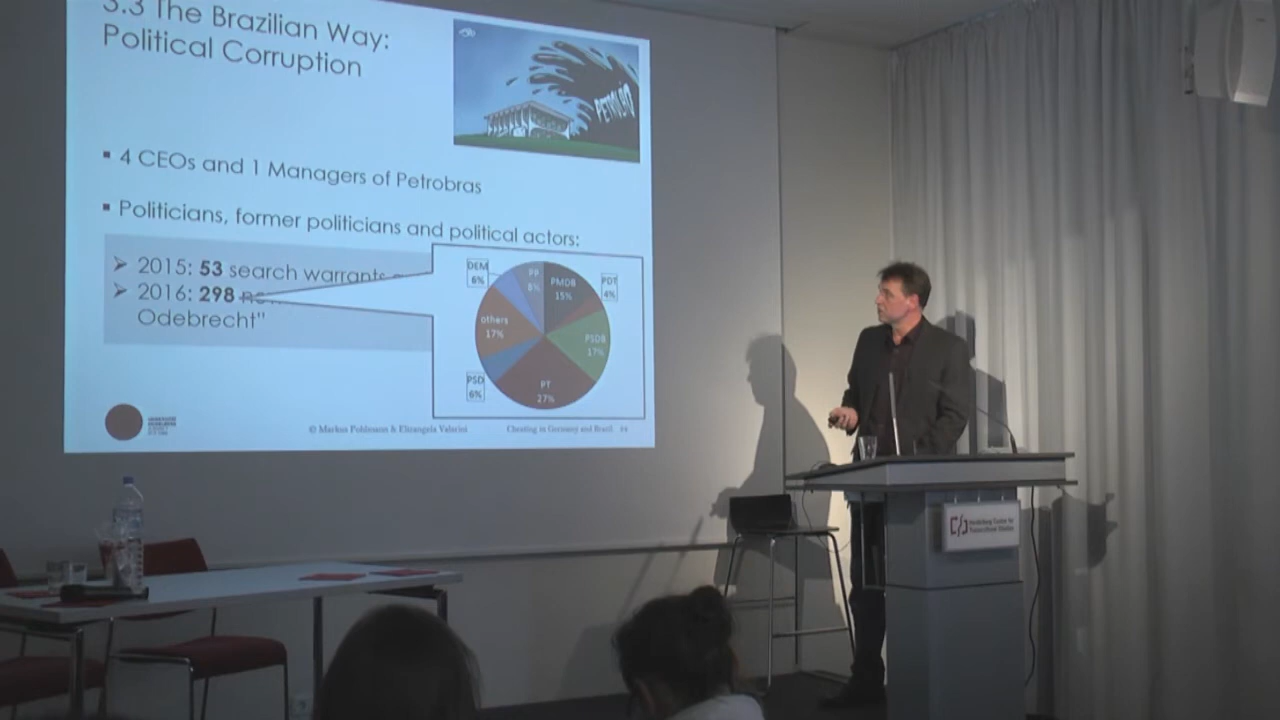 3.3 The Brazilian Way:
Political Corruption
PETROLÃO
▪ 4 CEOs and 1 Managers of Petrobras
▪ Politicians, former politicians and political actors:
➢ 2015: 53 search warrants
➢ 2016: 298
Odebrecht"
DEM
6%
PP
8%
PMDB
15%
PDT
4%
others
17%
PSDB
17%
PSD
6%
PT
27%
© Markus Pohlmann & Elizangela Valarini
Cheating in Germany and Brazil
Heidelberg Center for
Transcultural Studies